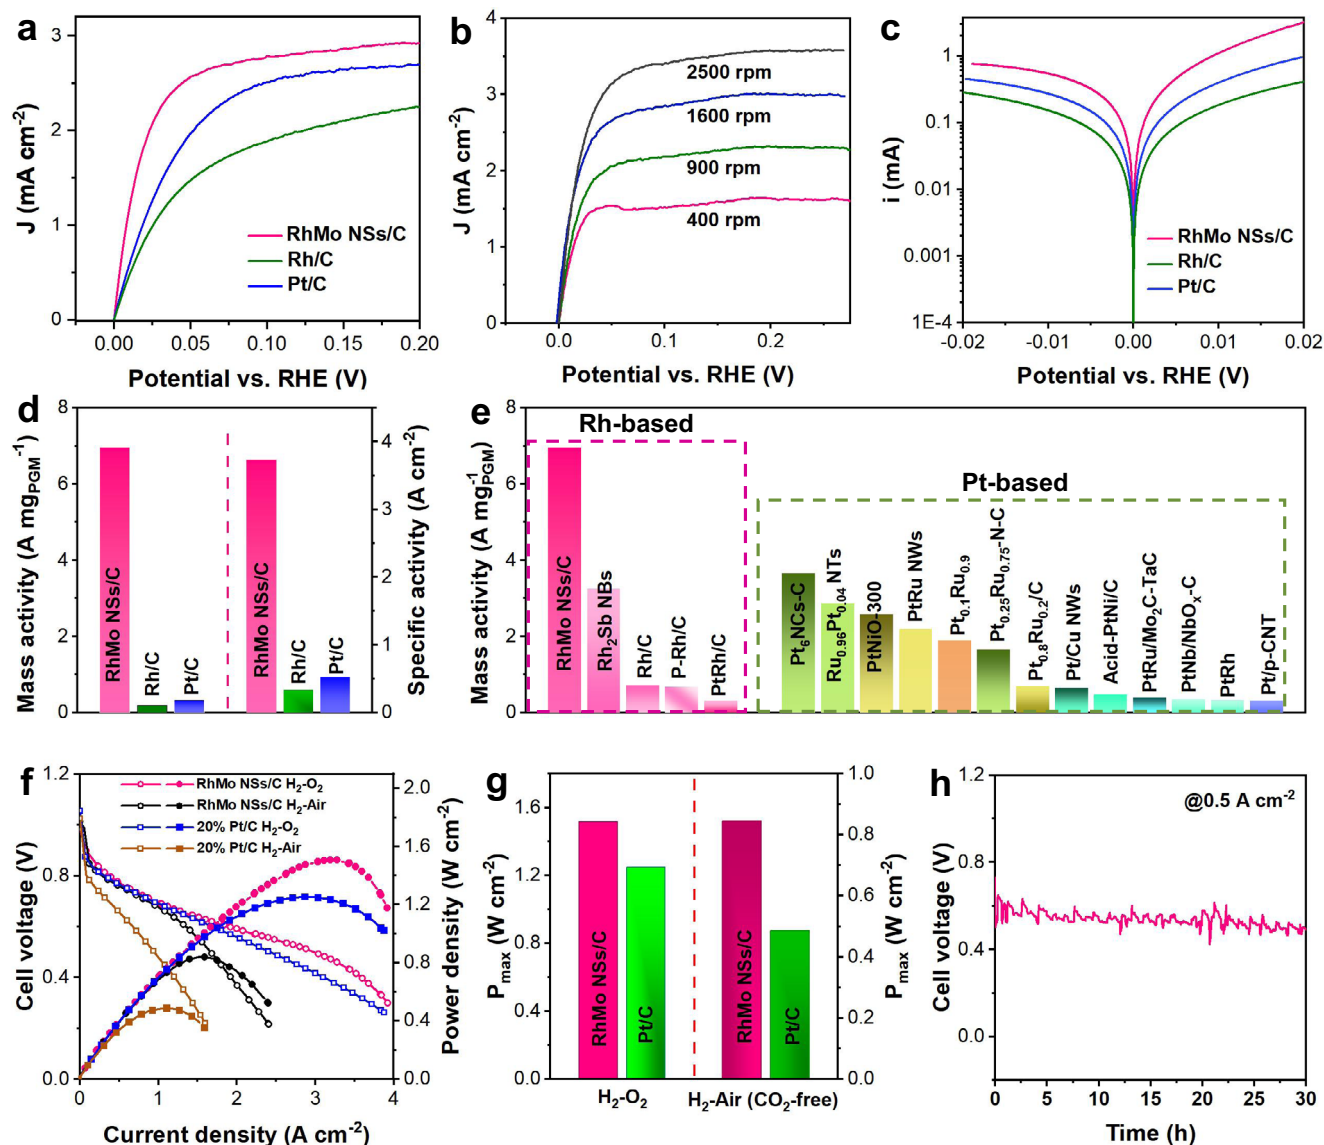 a
J (mA cm-2)
3
2
1
0
0.00 0.05 0.10 0.15 0.20
Potential vs. RHE (V)
RhMo NSs/C
Rh/C
Pt/C
b
J (mA cm-2)
4
3
2
1
0
0.0 0.1 0.2
Potential vs. RHE (V)
2500 rpm
1600 rpm
900 rpm
400 rpm
c
i (mA)
1
0.1
0.01
0.001
1E-4
-0.02 -0.01 0.00 0.01 0.02
Potential vs. RHE (V)
RhMo NSs/C
Rh/C
Pt/C
d
Mass activity (A mgPGM-1)
8
6
4
2
0
RhMo NSs/C
Rh/C
Pt/C
RhMo NSs/C
Rh/C
Pt/C
4
3
2
1
0
Specific activity (A cm-2)
e
Mass activity (A mg-1PGM)
8
6
4
2
0
Rh-based
RhMo NSs/C
Rh2Sb NBs
Rh/C
P-Rh/C
PtRh/C
Pt-based
Pt6NCs-C
Ru0.96Pt0.04 NTs
PtNiO-300
PtRu NWs
Pt0.1Ru0.9
Pt0.25Ru0.75-N-C
Pt0.8Ru0.2/C
Pt/Cu NWs
Acid-PtNi/C
PtRu/Mo2C-TaC
PtNb/NbOx-C
PtRh
Pt/p-CNT
f
Cell voltage (V)
1.2
0.8
0.4
0.0
RhMo NSs/C H2-O2
RhMo NSs/C H2-Air
20% Pt/C H2-O2
20% Pt/C H2-Air
0 1 2 3 4
Current density (A cm-2)
2.0
1.6
1.2
0.8
0.4
0.0
Power density (W cm-2)
g
Pmax (W cm-2)
1.6
1.2
0.8
0.4
0.0
RhMo NSs/C
Pt/C
RhMo NSs/C
Pt/C
H2-O2
H2-Air (CO2-free)
1.0
0.8
0.6
0.4
0.2
0.0
Pmax (W cm-2)
h
Cell voltage (V)
1.2
0.8
0.4
0.0
@0.5 A cm-2
0 5 10 15 20 25 30
Time (h)